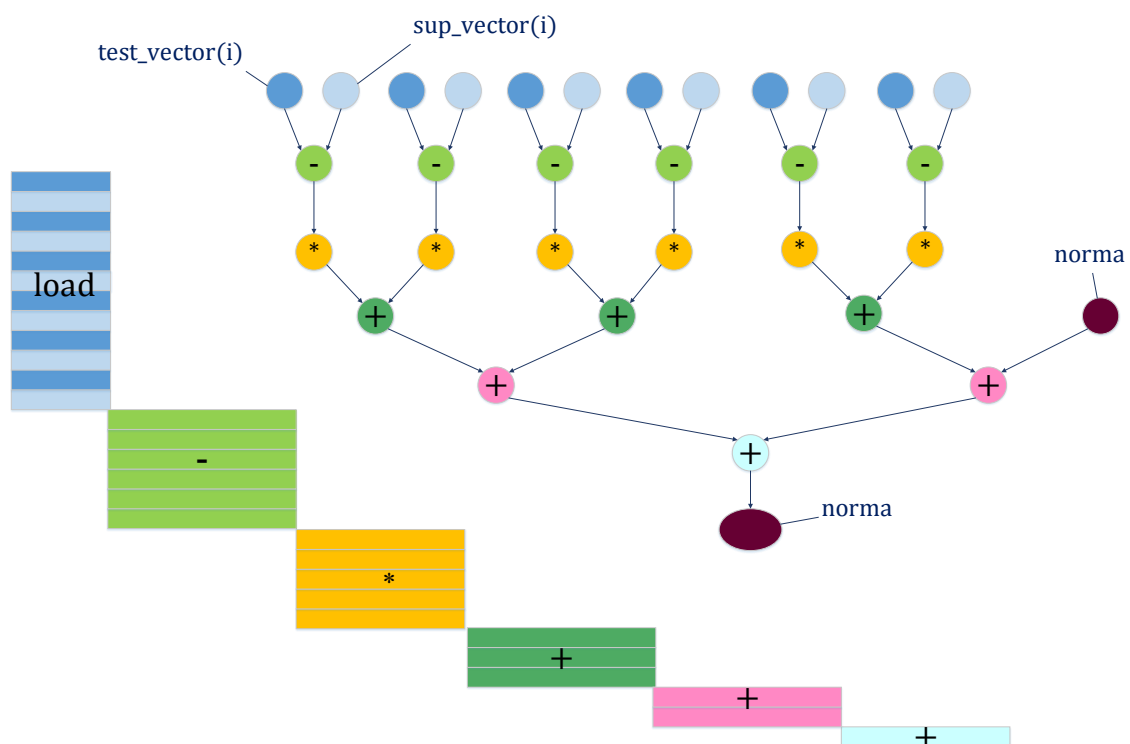 sup_vector(i)
test_vector(i)
- - - - - -
* * * * * *
norma
load
+ + +
+ +
+
-
norma
*
+
+
+